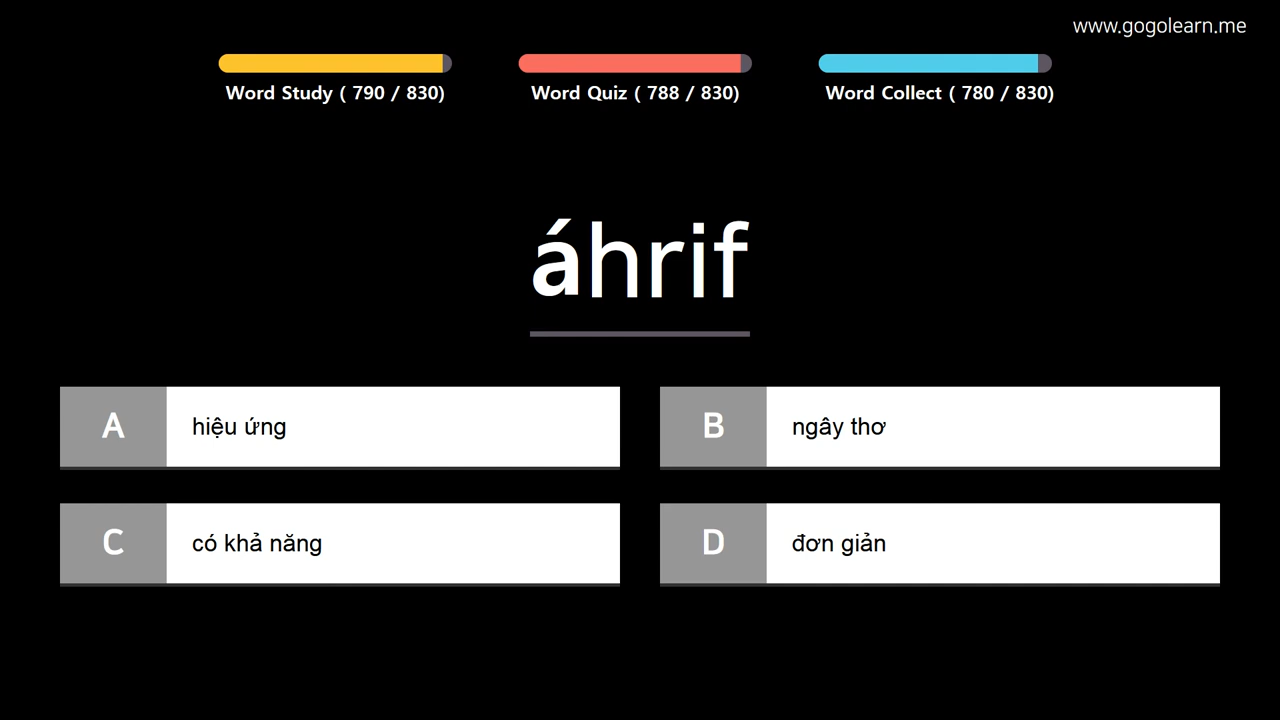 www.gogolearn.me
Word Study ( 790 / 830)
Word Quiz ( 788 / 830)
Word Collect ( 780 / 830)
áhrif
A hiệu ứng
B ngây thơ
C có khả năng
D đơn giản